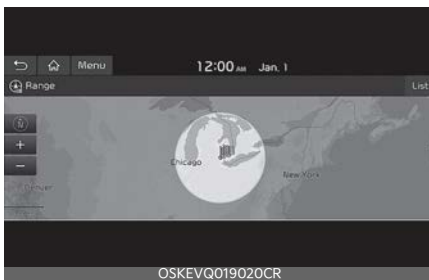 Menu
12:00 AM Jan. 1
Range
List
N
+
−
Chicago
New York
Denver
OSKEVQ019020CR